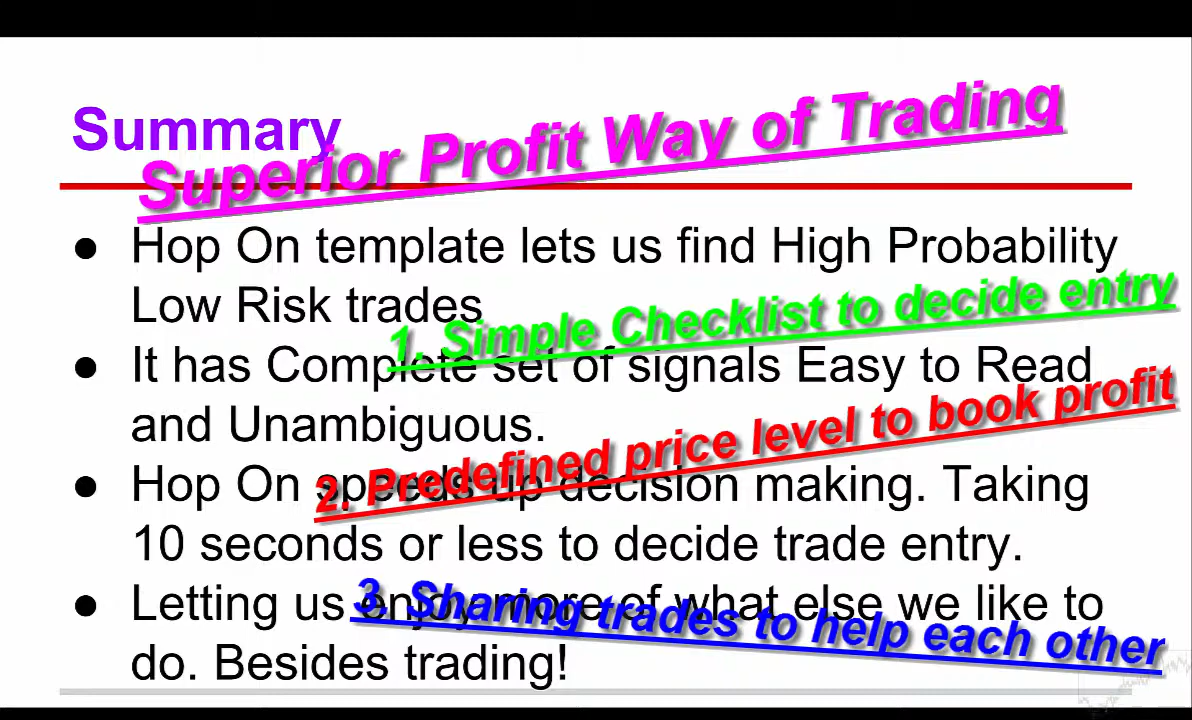 Summary
Superior Profit Way of Trading
● Hop On template lets us find High Probability
Low Risk trades
1. Simple Checklist to decide entry
● It has Complete set of signals Easy to Read
and Unambiguous.
2. Predefined price level to book profit
● Hop On speeds up decision making. Taking
10 seconds or less to decide trade entry.
● Letting us enjoy more of what else we like to
3. Sharing trades to help each other
do. Besides trading!